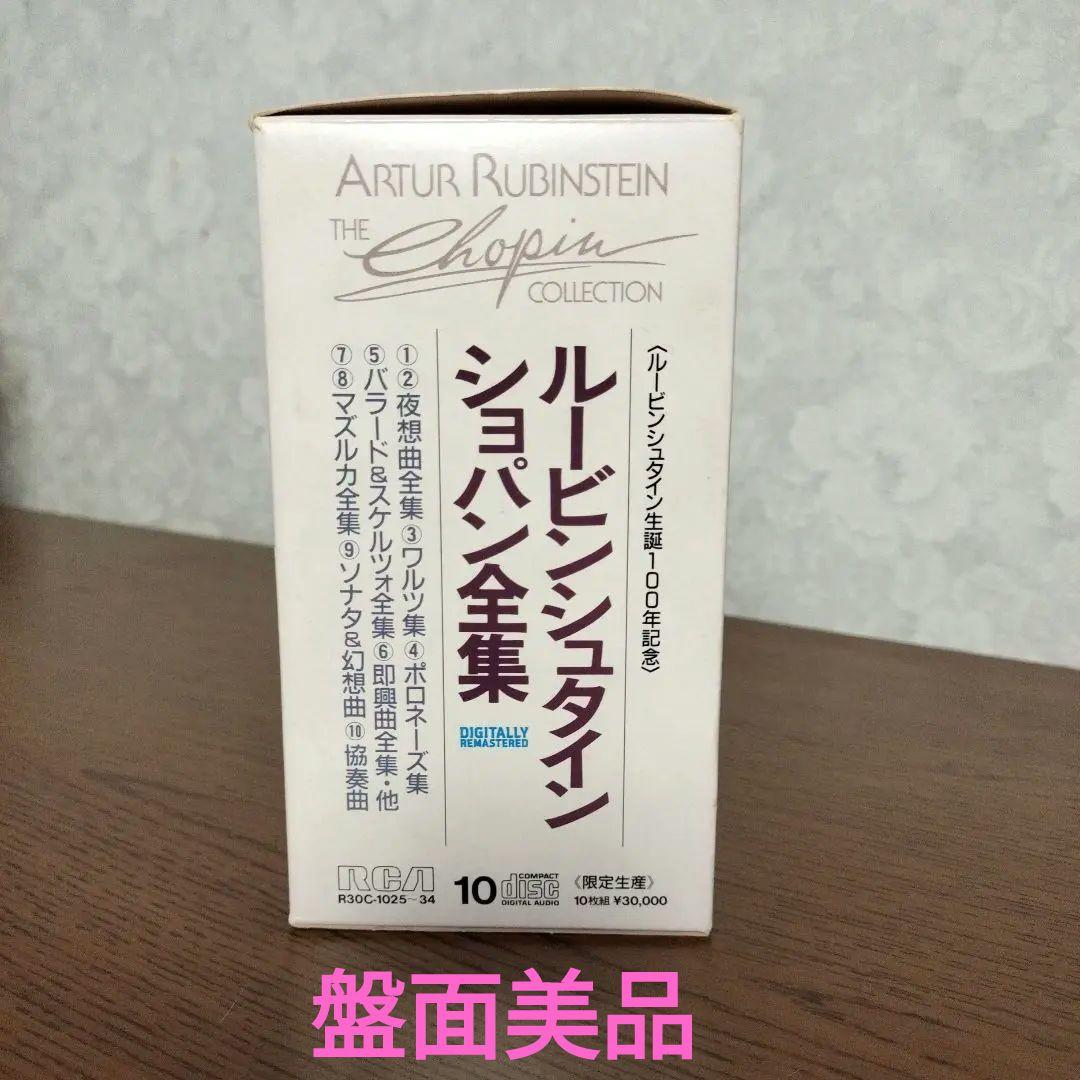 ARTUR RUBINSTEIN
THE Chopin
COLLECTION
〈ルービンシュタイン生誕100年記念〉
ルービンシュタイン
ショパン全集
DIGITALLY
REMASTERED
①②夜想曲全集③ワルツ集④ポロネーズ集
⑤バラード&スケルツォ全集⑥即興曲全集・他
⑦⑧マズルカ全集⑨ソナタ&幻想曲⑩協奏曲
RCA
R30C-1025~34
10
COMPACT
disc
DIGITAL AUDIO
《限定生産》
10枚組 ¥30,000
盤面美品